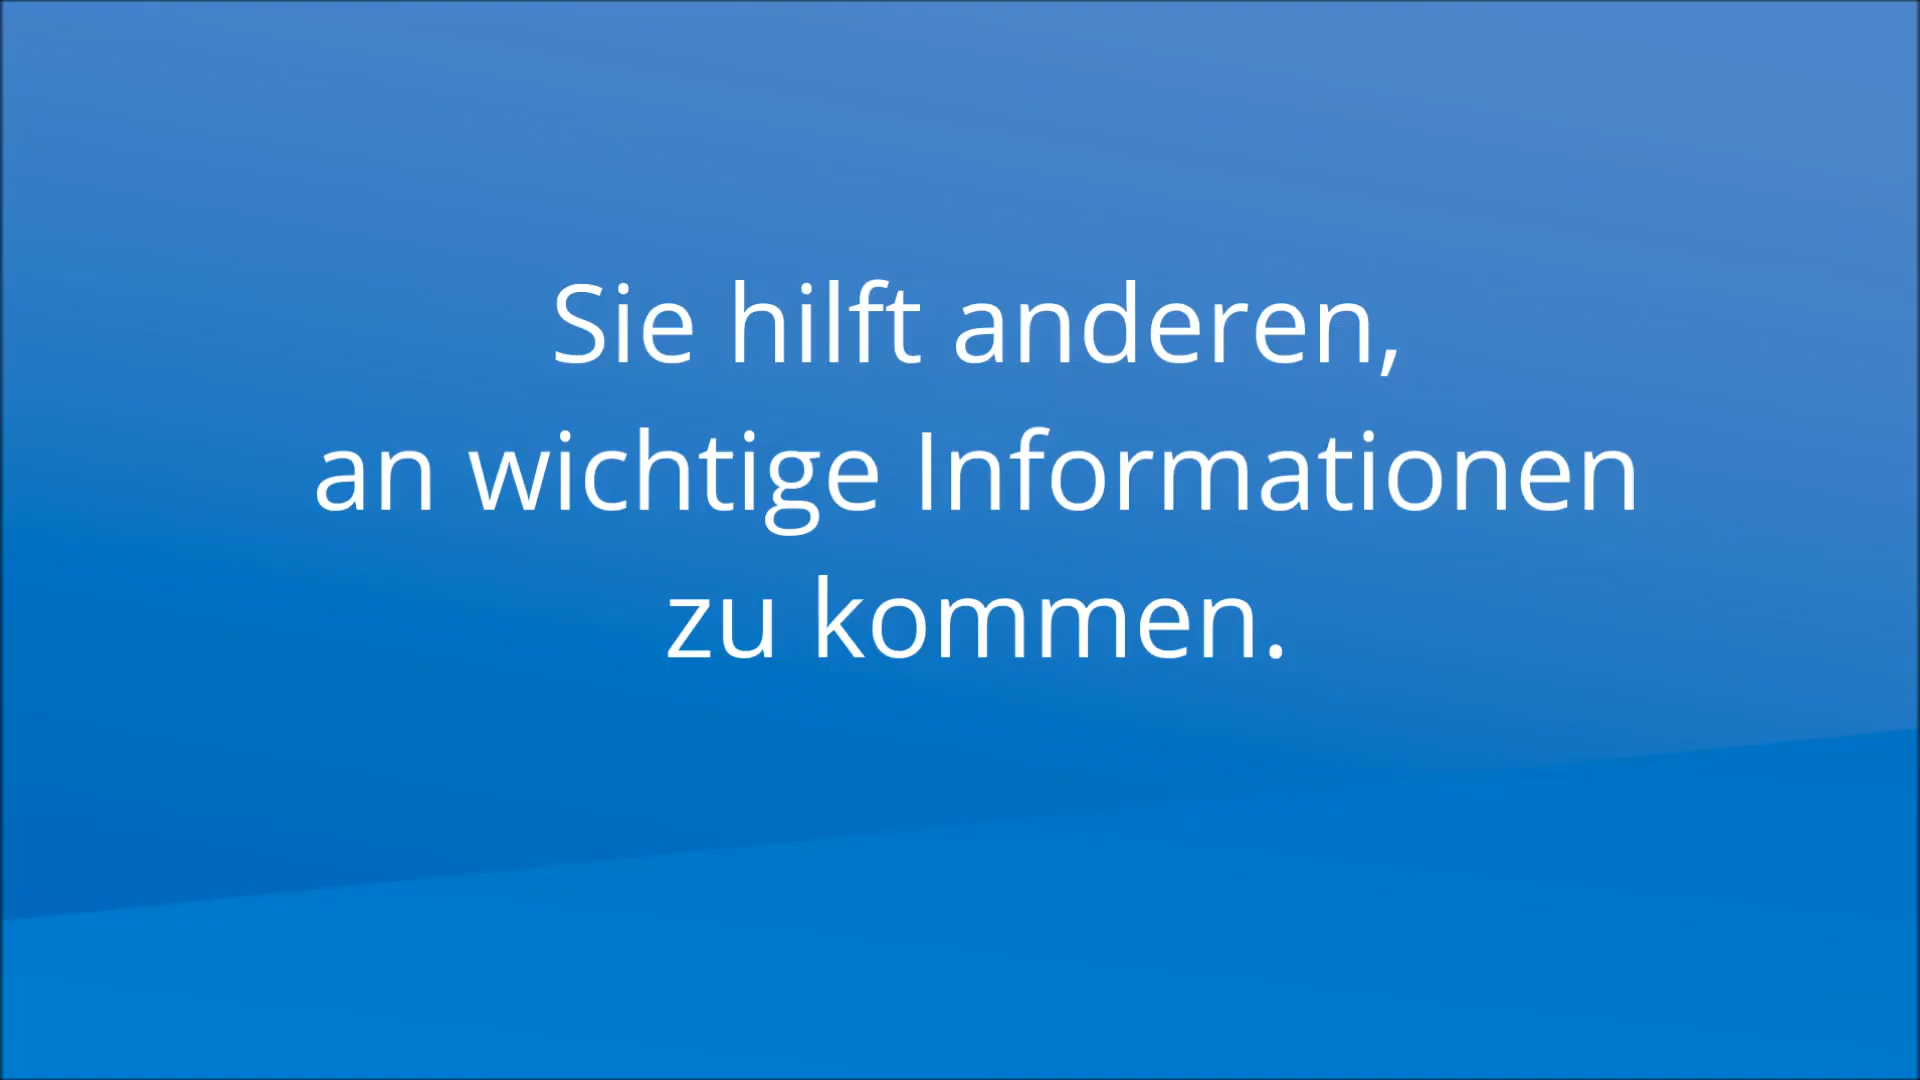 Sie hilft anderen,
an wichtige Informationen
zu kommen.